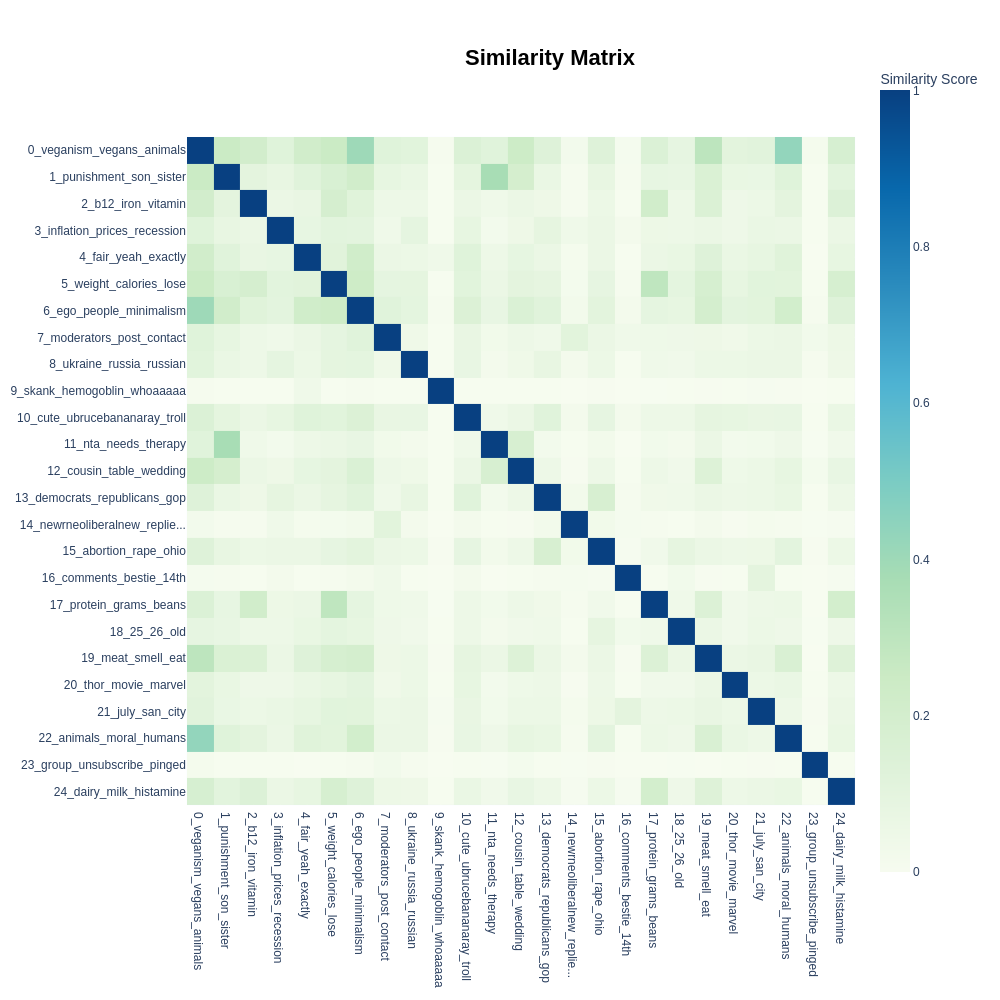 Similarity Matrix
Similarity Score
1
0.8
0.6
0.4
0.2
0
0_veganism_vegans_animals
1_punishment_son_sister
2_b12_iron_vitamin
3_inflation_prices_recession
4_fair_yeah_exactly
5_weight_calories_lose
6_ego_people_minimalism
7_moderators_post_contact
8_ukraine_russia_russian
9_skank_hemogoblin_whoaaaaa
10_cute_ubrucebananaray_troll
11_nta_needs_therapy
12_cousin_table_wedding
13_democrats_republicans_gop
14_newrneoliberalnew_replie...
15_abortion_rape_ohio
16_comments_bestie_14th
17_protein_grams_beans
18_25_26_old
19_meat_smell_eat
20_thor_movie_marvel
21_july_san_city
22_animals_moral_humans
23_group_unsubscribe_pinged
24_dairy_milk_histamine
0_veganism_vegans_animals
1_punishment_son_sister
2_b12_iron_vitamin
3_inflation_prices_recession
4_fair_yeah_exactly
5_weight_calories_lose
6_ego_people_minimalism
7_moderators_post_contact
8_ukraine_russia_russian
9_skank_hemogoblin_whoaaaaa
10_cute_ubrucebananaray_troll
11_nta_needs_therapy
12_cousin_table_wedding
13_democrats_republicans_gop
14_newrneoliberalnew_replie...
15_abortion_rape_ohio
16_comments_bestie_14th
17_protein_grams_beans
18_25_26_old
19_meat_smell_eat
20_thor_movie_marvel
21_july_san_city
22_animals_moral_humans
23_group_unsubscribe_pinged
24_dairy_milk_histamine